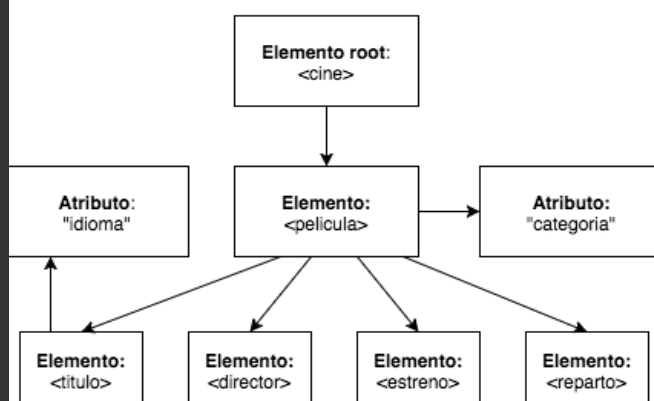 Elemento root:
<cine>
Atributo:
"idioma"
Elemento:
<pelicula>
Atributo:
"categoria"
Elemento:
<titulo>
Elemento:
<director>
Elemento:
<estreno>
Elemento:
<reparto>